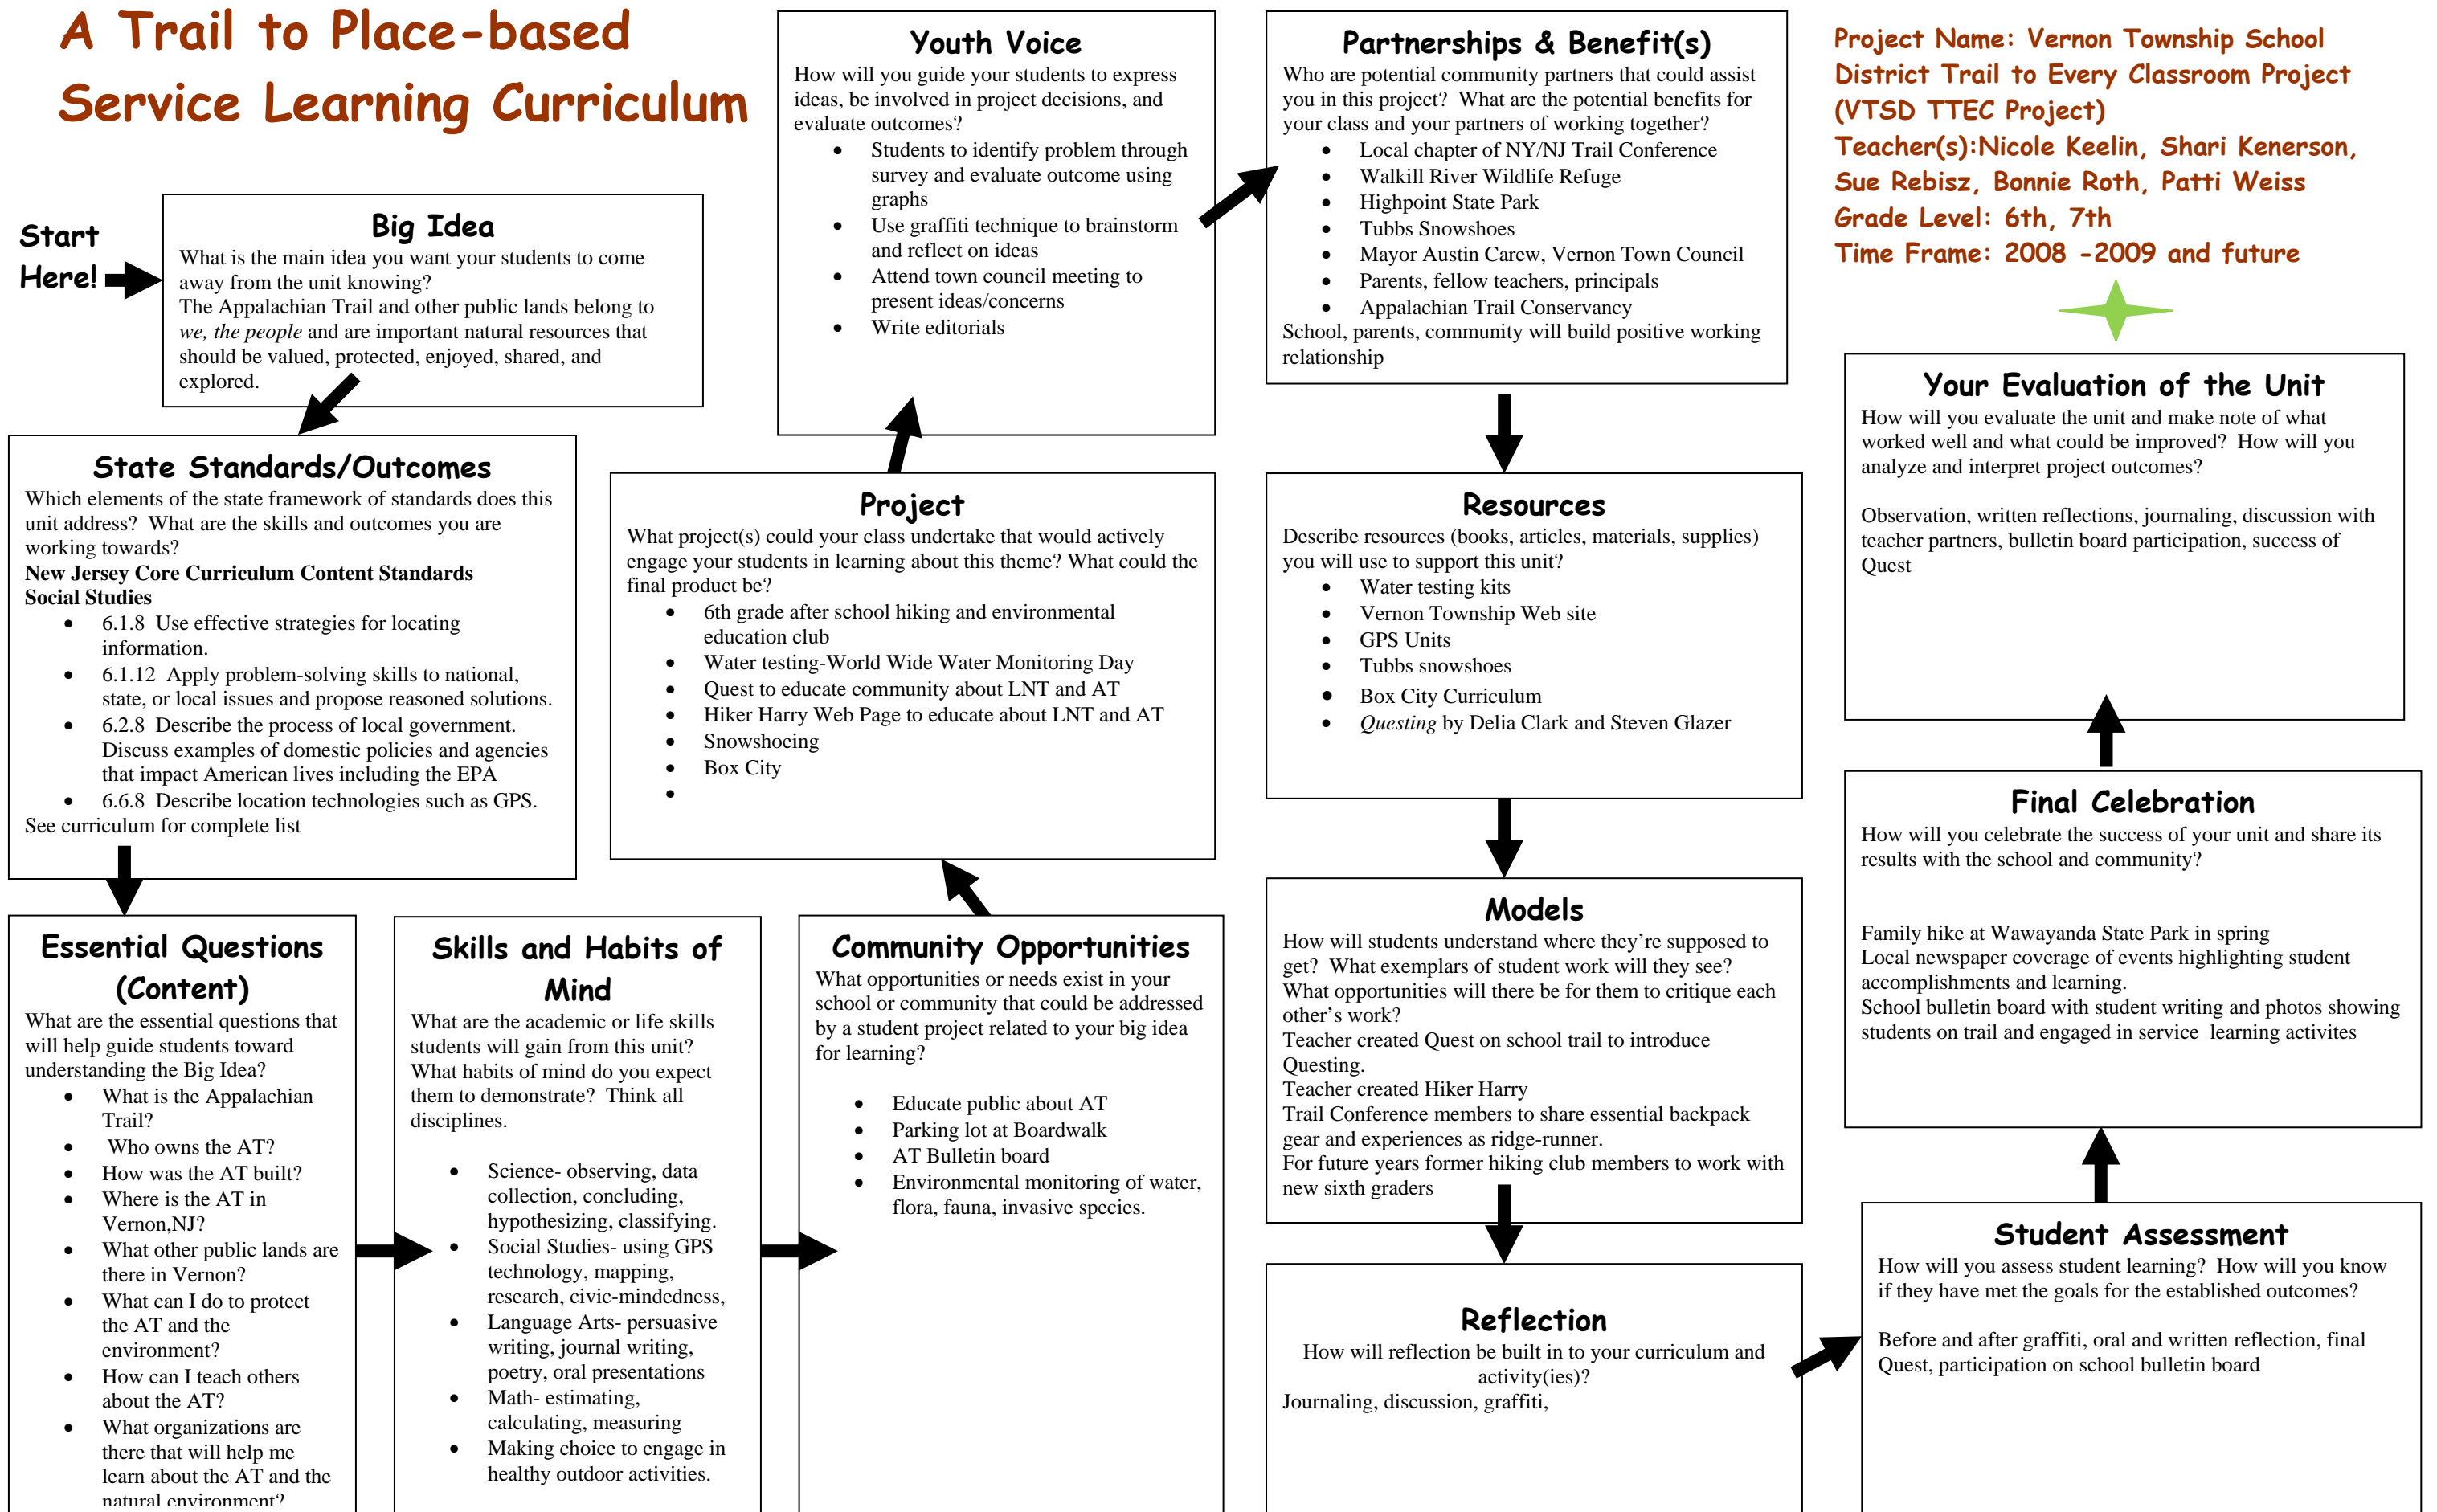 A Trail to Place-based
Service Learning Curriculum
Start
Here!
Big Idea
What is the main idea you want your students to come
away from the unit knowing?
The Appalachian Trail and other public lands belong to
we, the people and are important natural resources that
should be valued, protected, enjoyed, shared, and
explored.
State Standards/Outcomes
Which elements of the state framework of standards does this
unit address?  What are the skills and outcomes you are
working towards?
New Jersey Core Curriculum Content Standards
Social Studies
• 6.1.8  Use effective strategies for locating
information.
• 6.1.12  Apply problem-solving skills to national,
state, or local issues and propose reasoned solutions.
• 6.2.8  Describe the process of local government.
Discuss examples of domestic policies and agencies
that impact American lives including the EPA
• 6.6.8  Describe location technologies such as GPS.
See curriculum for complete list
Essential Questions
(Content)
What are the essential questions that
will help guide students toward
understanding the Big Idea?
• What is the Appalachian
Trail?
• Who owns the AT?
• How was the AT built?
• Where is the AT in
Vernon,NJ?
• What other public lands are
there in Vernon?
• What can I do to protect
the AT and the
environment?
• How can I teach others
about the AT?
• What organizations are
there that will help me
learn about the AT and the
natural environment?
Skills and Habits of
Mind
What are the academic or life skills
students will gain from this unit?
What habits of mind do you expect
them to demonstrate?  Think all
disciplines.
• Science- observing, data
collection, concluding,
hypothesizing, classifying.
• Social Studies- using GPS
technology, mapping,
research, civic-mindedness,
• Language Arts- persuasive
writing, journal writing,
poetry, oral presentations
• Math- estimating,
calculating, measuring
• Making choice to engage in
healthy outdoor activities.
Community Opportunities
What opportunities or needs exist in your
school or community that could be addressed
by a student project related to your big idea
for learning?
• Educate public about AT
• Parking lot at Boardwalk
• AT Bulletin board
• Environmental monitoring of water,
flora, fauna, invasive species.
Project
What project(s) could your class undertake that would actively
engage your students in learning about this theme? What could the
final product be?
• 6th grade after school hiking and environmental
education club
• Water testing-World Wide Water Monitoring Day
• Quest to educate community about LNT and AT
• Hiker Harry Web Page to educate about LNT and AT
• Snowshoeing
• Box City
•
Youth Voice
How will you guide your students to express
ideas, be involved in project decisions, and
evaluate outcomes?
• Students to identify problem through
survey and evaluate outcome using
graphs
• Use graffiti technique to brainstorm
and reflect on ideas
• Attend town council meeting to
present ideas/concerns
• Write editorials
Partnerships & Benefit(s)
Who are potential community partners that could assist
you in this project?  What are the potential benefits for
your class and your partners of working together?
• Local chapter of NY/NJ Trail Conference
• Walkill River Wildlife Refuge
• Highpoint State Park
• Tubbs Snowshoes
• Mayor Austin Carew, Vernon Town Council
• Parents, fellow teachers, principals
• Appalachian Trail Conservancy
School, parents, community will build positive working
relationship
Resources
Describe resources (books, articles, materials, supplies)
you will use to support this unit?
• Water testing kits
• Vernon Township Web site
• GPS Units
• Tubbs snowshoes
• Box City Curriculum
• Questing by Delia Clark and Steven Glazer
Models
How will students understand where they’re supposed to
get?  What exemplars of student work will they see?
What opportunities will there be for them to critique each
other’s work?
Teacher created Quest on school trail to introduce
Questing.
Teacher created Hiker Harry
Trail Conference members to share essential backpack
gear and experiences as ridge-runner.
For future years former hiking club members to work with
new sixth graders
Reflection
How will reflection be built in to your curriculum and
activity(ies)?
Journaling, discussion, graffiti,
Student Assessment
How will you assess student learning?  How will you know
if they have met the goals for the established outcomes?
Before and after graffiti, oral and written reflection, final
Quest, participation on school bulletin board
Final Celebration
How will you celebrate the success of your unit and share its
results with the school and community?
Family hike at Wawayanda State Park in spring
Local newspaper coverage of events highlighting student
accomplishments and learning.
School bulletin board with student writing and photos showing
students on trail and engaged in service  learning activites
Your Evaluation of the Unit
How will you evaluate the unit and make note of what
worked well and what could be improved?  How will you
analyze and interpret project outcomes?
Observation, written reflections, journaling, discussion with
teacher partners, bulletin board participation, success of
Quest
Project Name: Vernon Township School
District Trail to Every Classroom Project
(VTSD TTEC Project)
Teacher(s):Nicole Keelin, Shari Kenerson,
Sue Rebisz, Bonnie Roth, Patti Weiss
Grade Level: 6th, 7th
Time Frame: 2008 -2009 and future